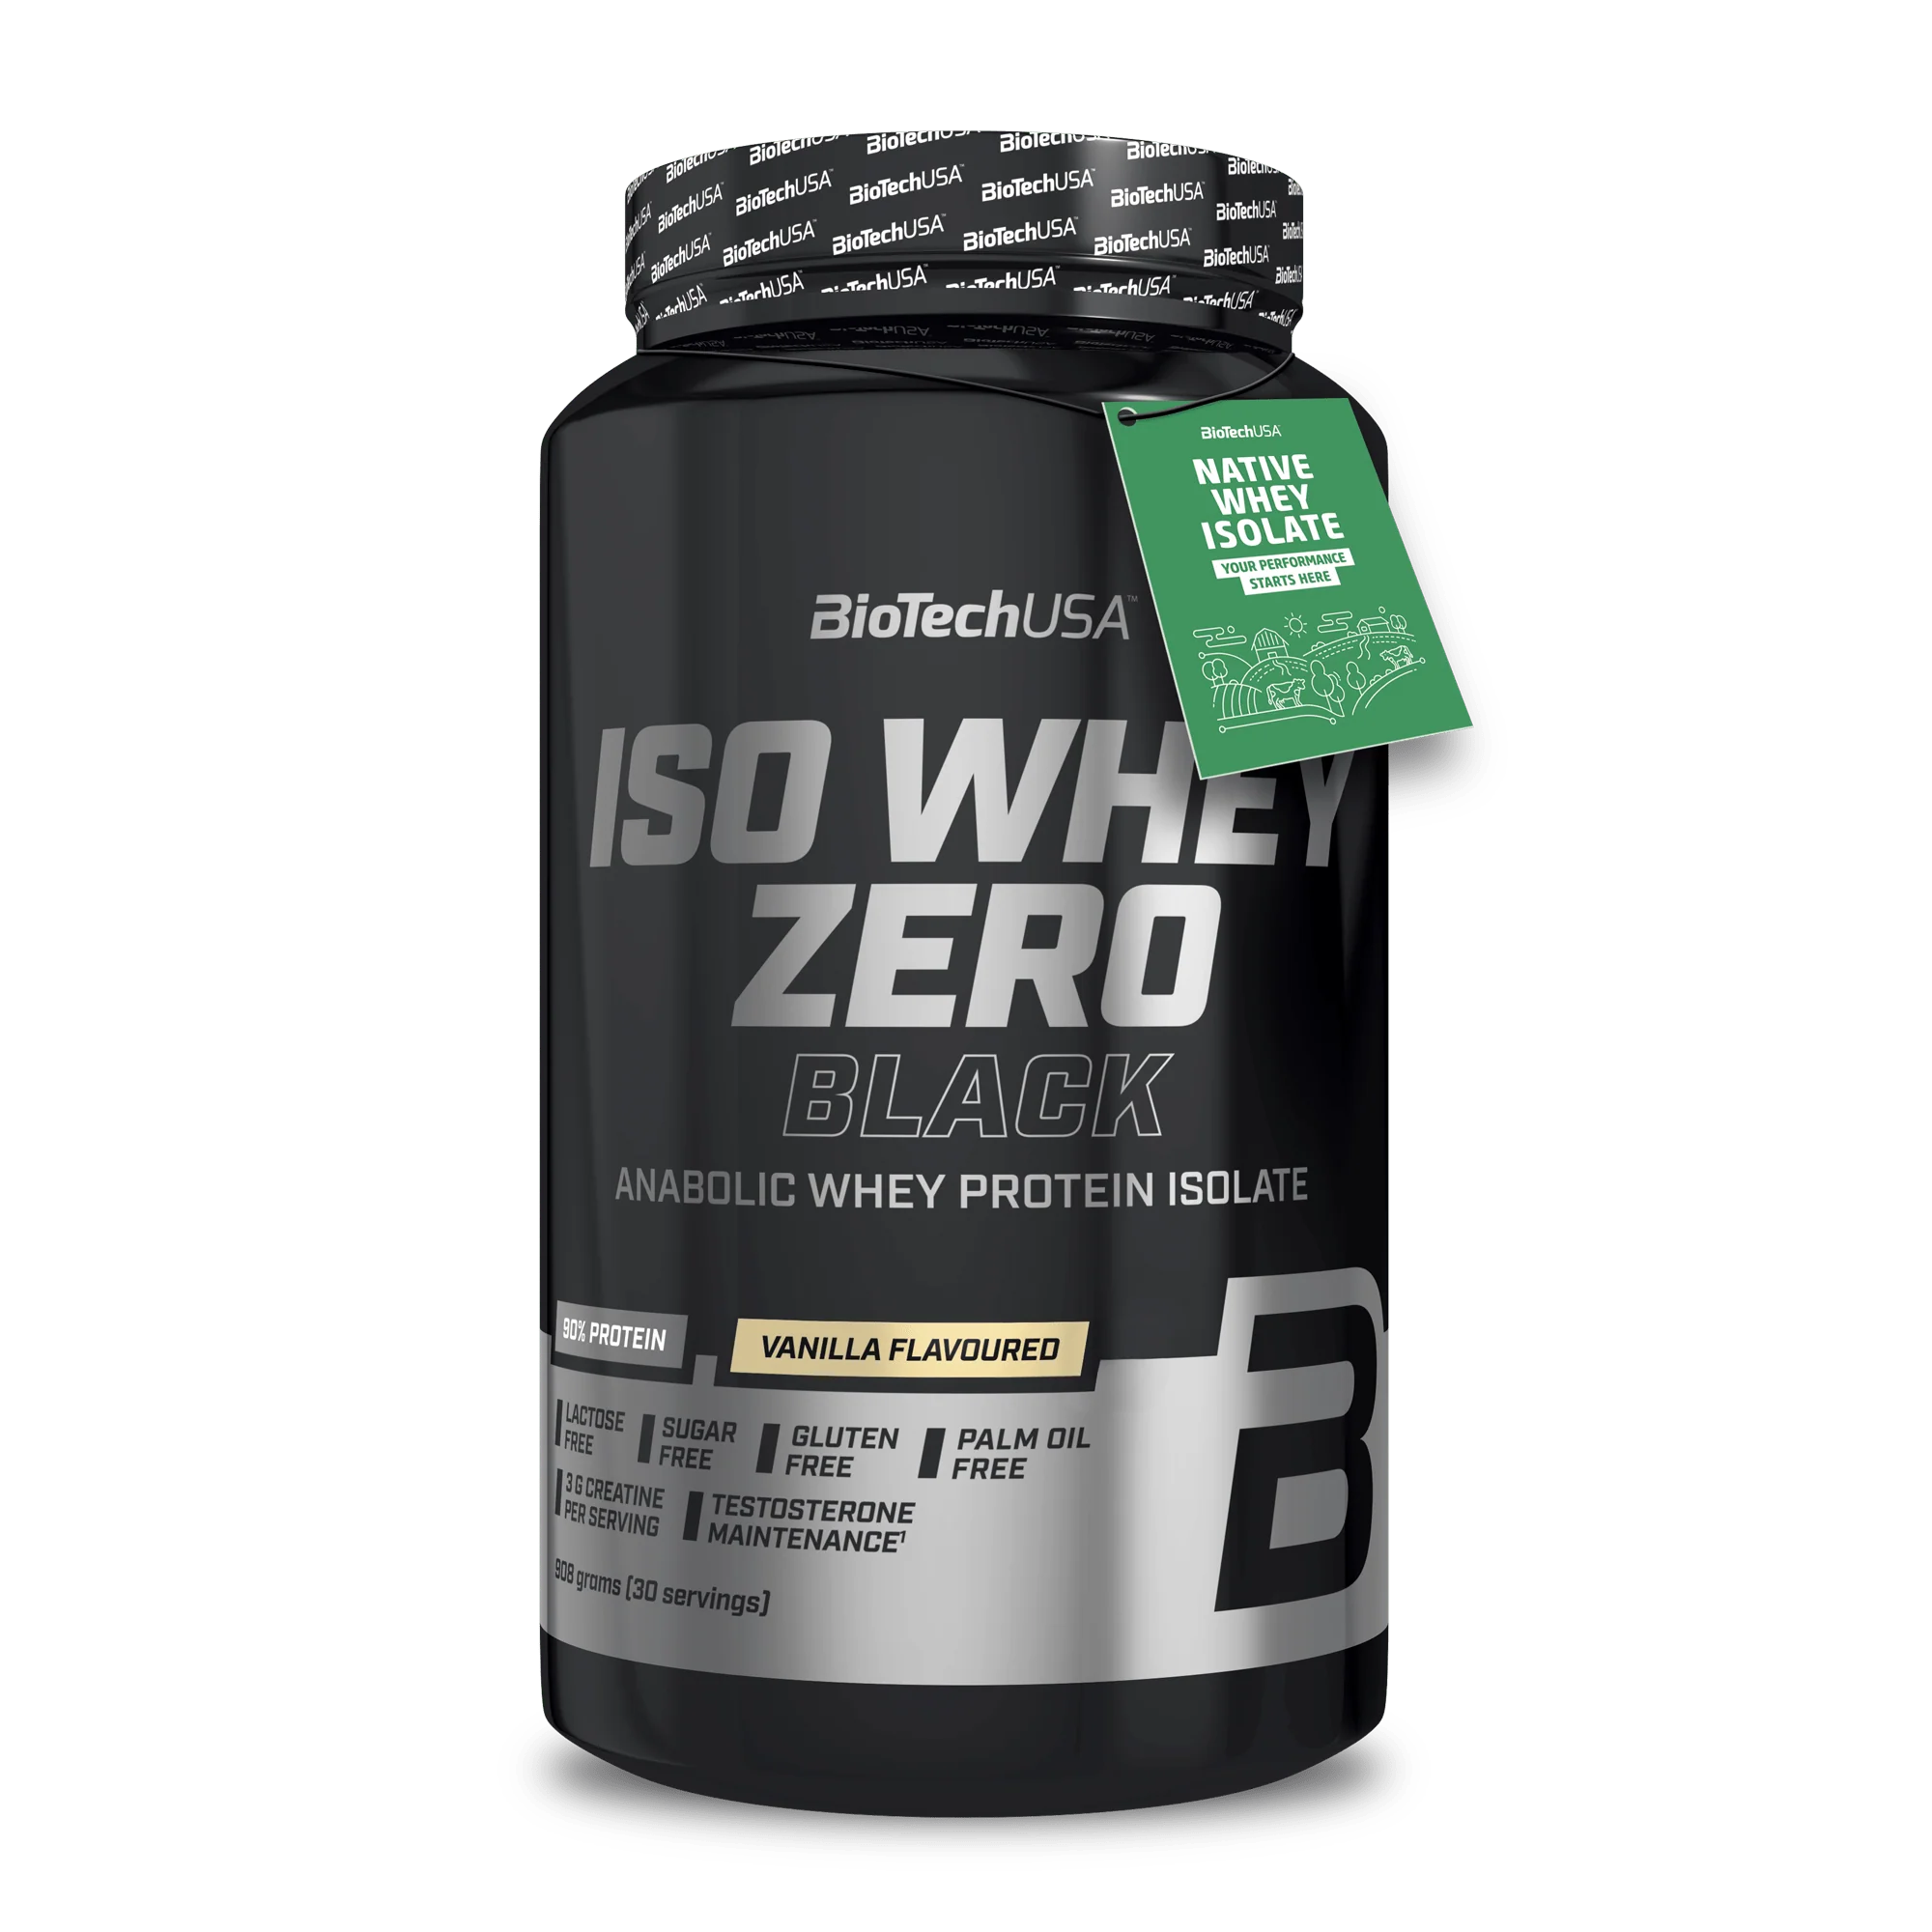 BioTechUSA™
BioTechUSA
NATIVE
WHEY
ISOLATE
YOUR PERFORMANCE
STARTS HERE
BioTechUSA™
ISO WHEY
ZERO
BLACK
ANABOLIC WHEY PROTEIN ISOLATE
90% PROTEIN
VANILLA FLAVOURED
LACTOSE FREE
SUGAR FREE
GLUTEN FREE
PALM OIL FREE
3 G CREATINE PER SERVING
TESTOSTERONE MAINTENANCE¹
908 grams (30 servings)
B